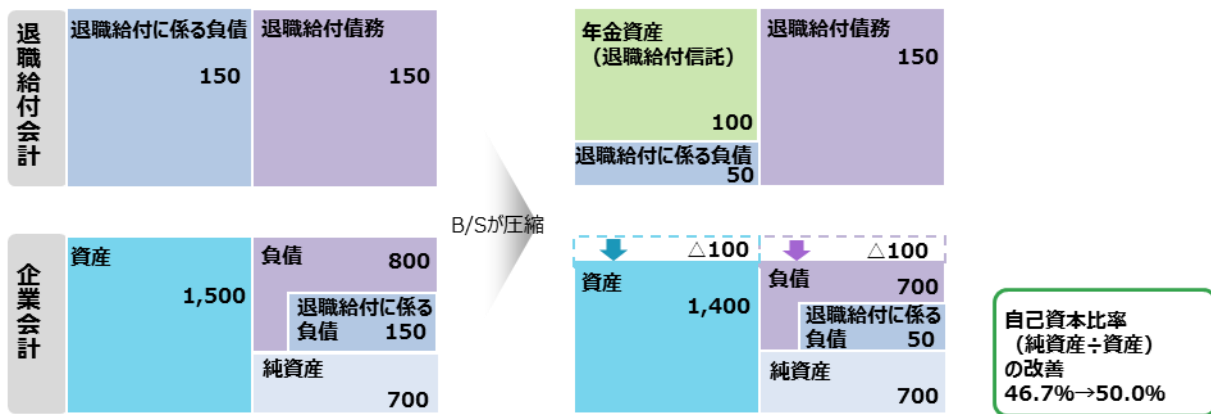 退職給付会計
退職給付に係る負債
150
退職給付債務
150
年金資産
（退職給付信託）
100
退職給付に係る負債
50
退職給付債務
150
B/Sが圧縮
企業会計
資産
1,500
負債
800
退職給付に係る
負債 150
純資産
700
△100
△100
資産
1,400
負債
700
退職給付に係る
負債 50
純資産
700
自己資本比率
（純資産÷資産）
の改善
46.7%→50.0%